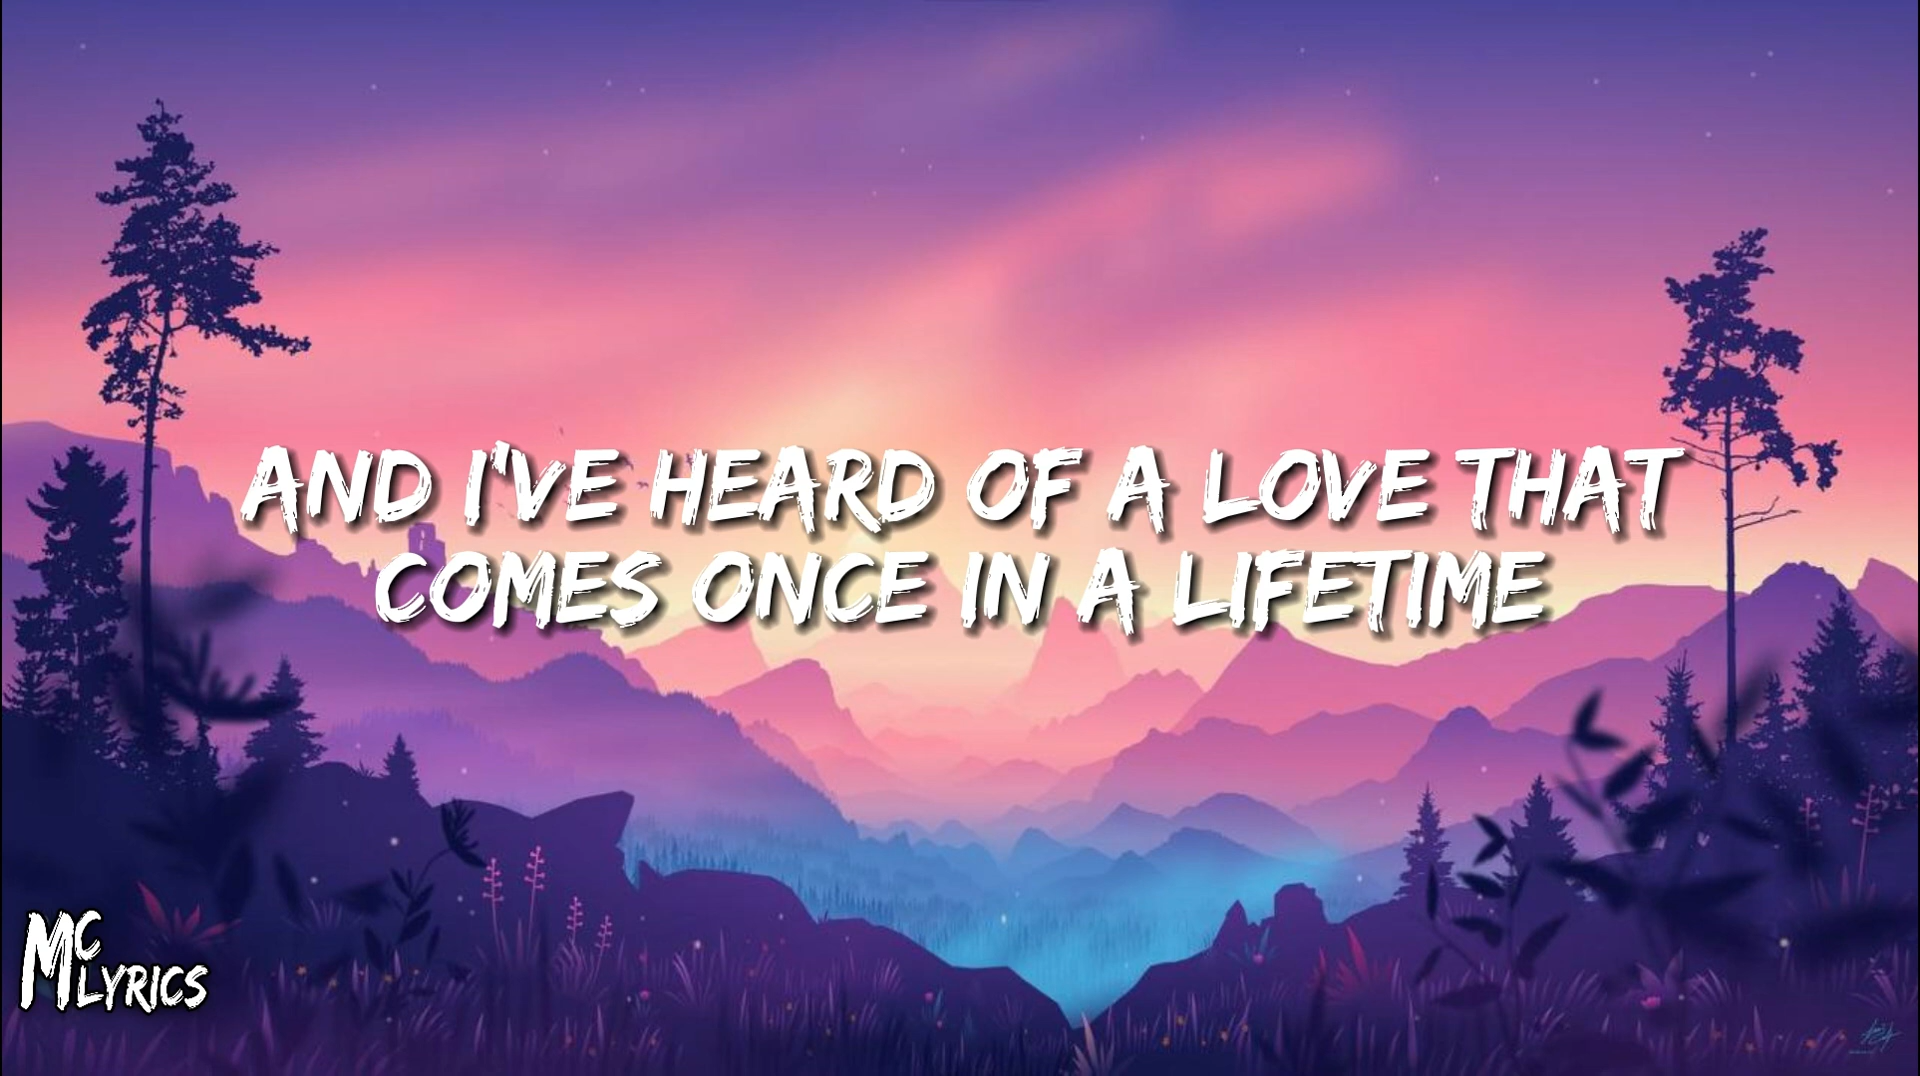 AND I'VE HEARD OF A LOVE THAT
COMES ONCE IN A LIFETIME
MC
LYRICS